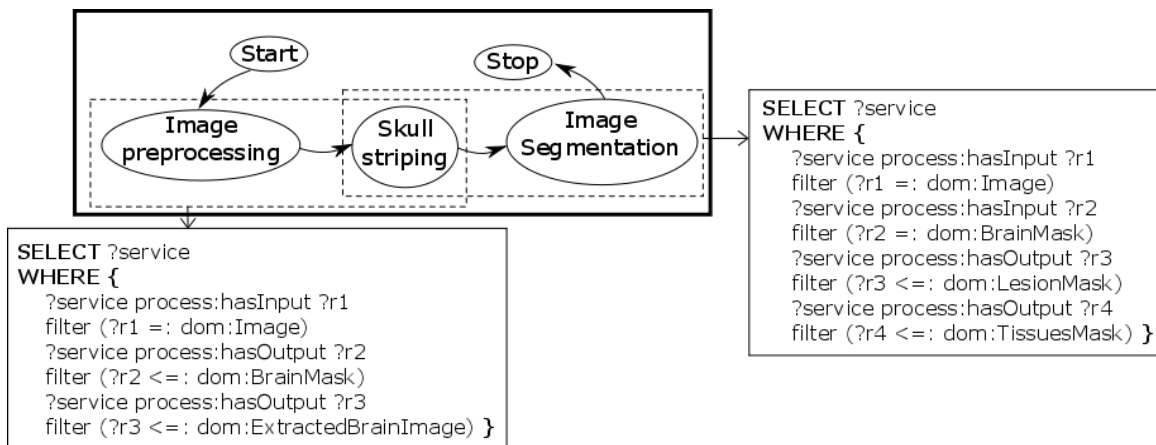 Start
Stop
Image
preprocessing
Skull
striping
Image
Segmentation
SELECT ?service
WHERE {
?service process:hasInput ?r1
filter (?r1 =: dom:Image)
?service process:hasInput ?r2
filter (?r2 =: dom:BrainMask)
?service process:hasOutput ?r3
filter (?r3 <=: dom:LesionMask)
?service process:hasOutput ?r4
filter (?r4 <=: dom:TissuesMask) }
SELECT ?service
WHERE {
?service process:hasInput ?r1
filter (?r1 =: dom:Image)
?service process:hasOutput ?r2
filter (?r2 <=: dom:BrainMask)
?service process:hasOutput ?r3
filter (?r3 <=: dom:ExtractedBrainImage) }